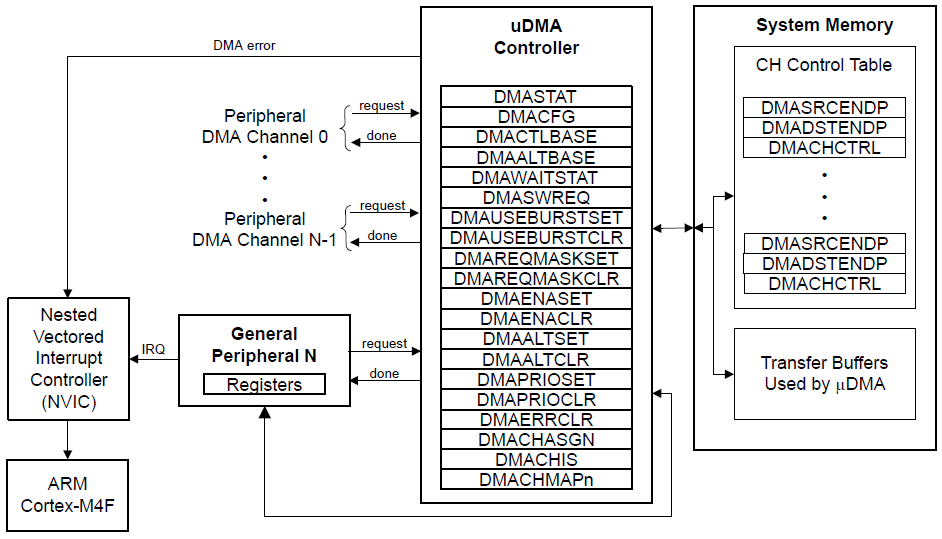 DMA error
uDMA
Controller
System Memory
CH Control Table
DMASRCENDP
DMADSTENDP
DMACHCTRL
•
•
•
DMASRCENDP
DMADSTENDP
DMACHCTRL
Transfer Buffers
Used by μDMA
Peripheral
DMA Channel 0
request
done
•
•
•
Peripheral
DMA Channel N-1
request
done
DMASTAT
DMACFG
DMACTLBASE
DMAALTBASE
DMAWAITSTAT
DMASWREQ
DMAUSEBURSTSET
DMAUSEBURSTCLR
DMAREQMASKSET
DMAREQMASKCLR
DMAENASET
DMAENACLR
DMAALTSET
DMAALTCLR
DMAPRIOSET
DMAPRIOCLR
DMAERRCLR
DMACHASGN
DMACHIS
DMACHMAPn
Nested
Vectored
Interrupt
Controller
(NVIC)
IRQ
General
Peripheral N
Registers
request
done
ARM
Cortex-M4F